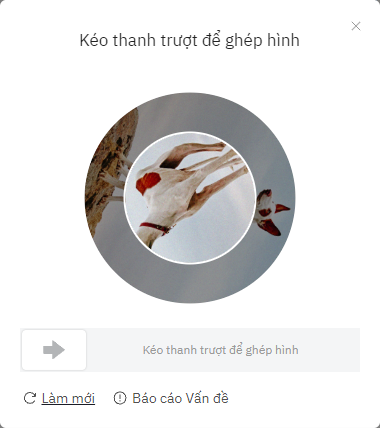 Kéo thanh trượt để ghép hình
Kéo thanh trượt để ghép hình
Làm mới
Báo cáo Vấn đề